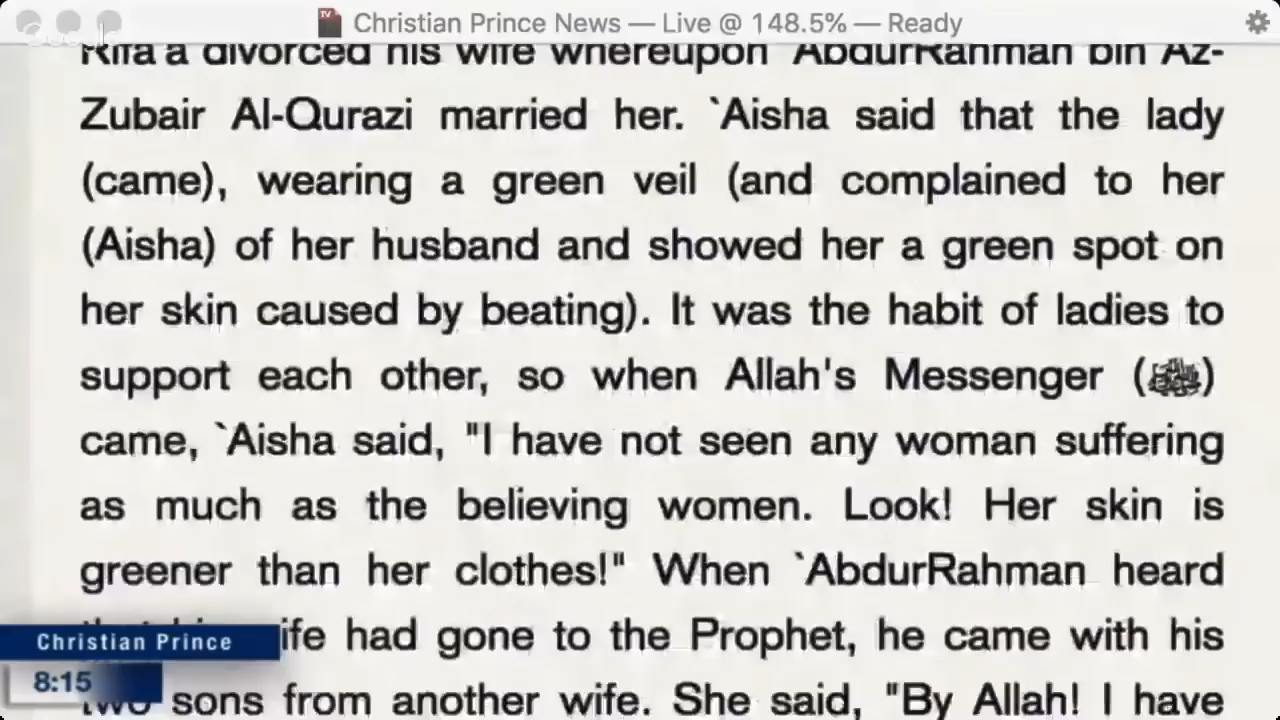 Christian Prince News — Live @ 148.5% — Ready
Rifa`a divorced his wife whereupon `AbdurRahman bin Az-
Zubair Al-Qurazi married her. `Aisha said that the lady
(came), wearing a green veil (and complained to her
(Aisha) of her husband and showed her a green spot on
her skin caused by beating). It was the habit of ladies to
support each other, so when Allah's Messenger (ﷺ)
came, `Aisha said, "I have not seen any woman suffering
as much as the believing women. Look! Her skin is
greener than her clothes!" When `AbdurRahman heard
had gone to the Prophet, he came with his
Christian Prince
8:15
two sons from another wife. She said, "By Allah! I have